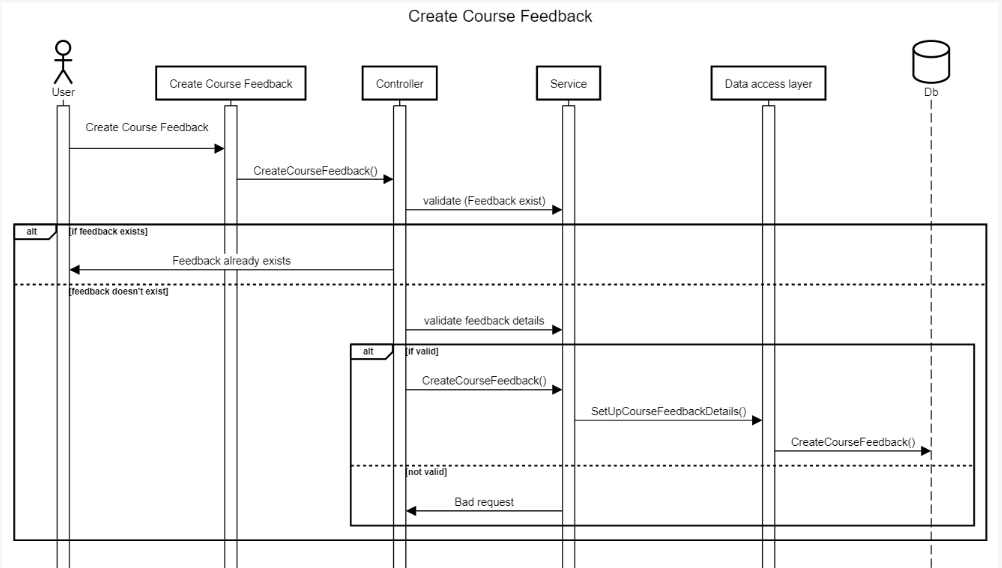 Create Course Feedback
User
Create Course Feedback
Controller
Service
Data access layer
Db
Create Course Feedback
CreateCourseFeedback()
validate (Feedback exist)
alt
[if feedback exists]
Feedback already exists
[feedback doesn't exist]
validate feedback details
alt
[if valid]
CreateCourseFeedback()
SetUpCourseFeedbackDetails()
CreateCourseFeedback()
[not valid]
Bad request